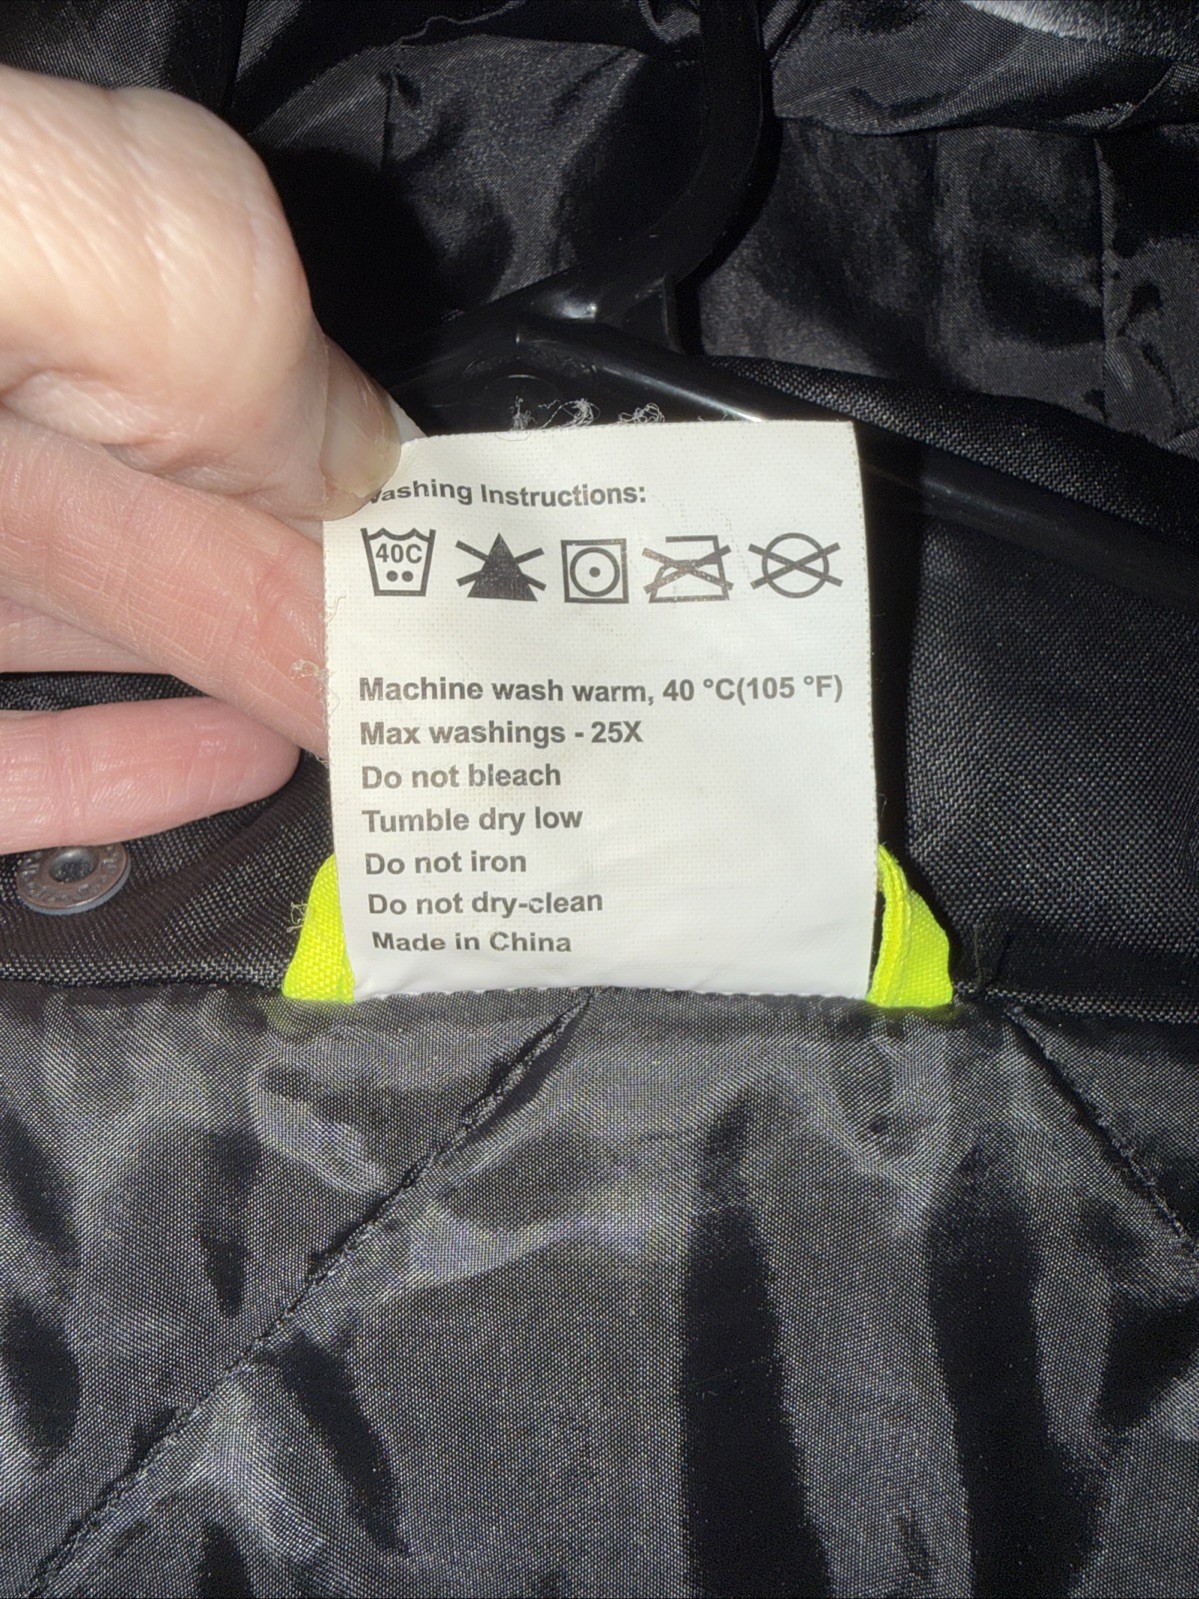 Washing Instructions:
40C
Machine wash warm, 40 °C(105 °F)
Max washings - 25X
Do not bleach
Tumble dry low
Do not iron
Do not dry-clean
Made in China